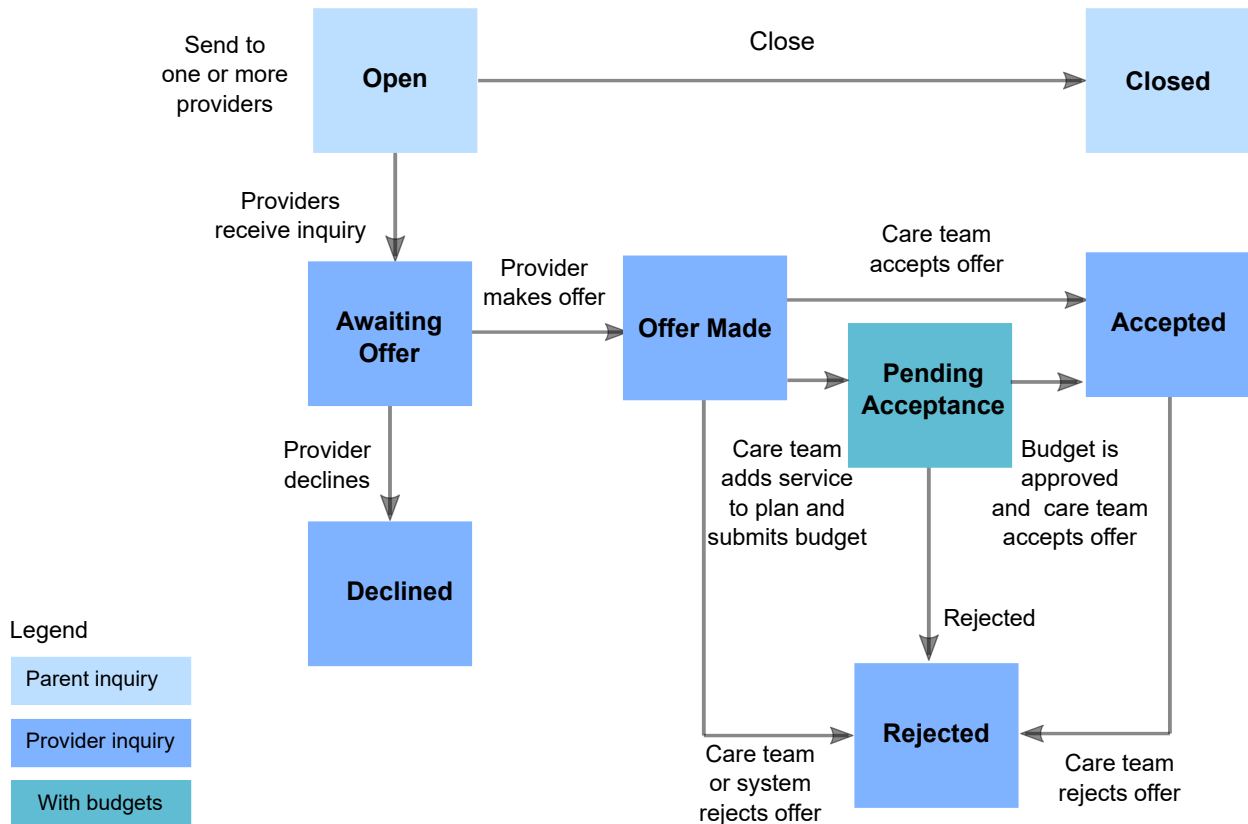 Send to
one or more
providers
Open
Close
Closed
Providers
receive inquiry
Awaiting
Offer
Provider
makes offer
Offer Made
Care team
accepts offer
Accepted
Pending
Acceptance
Provider
declines
Declined
Care team
adds service
to plan and
submits budget
Budget is
approved
and care team
accepts offer
Rejected
Rejected
Care team
or system
rejects offer
Care team
rejects offer
Legend
Parent inquiry
Provider inquiry
With budgets